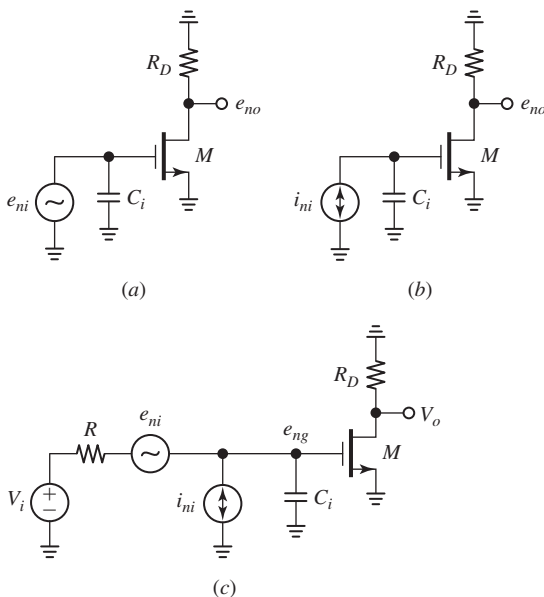 R_D
R_D
e_no
e_no
M
M
e_ni
C_i
i_ni
C_i
(a)
(b)
R_D
e_ni
e_ng
V_o
R
M
V_i
+
−
i_ni
C_i
(c)